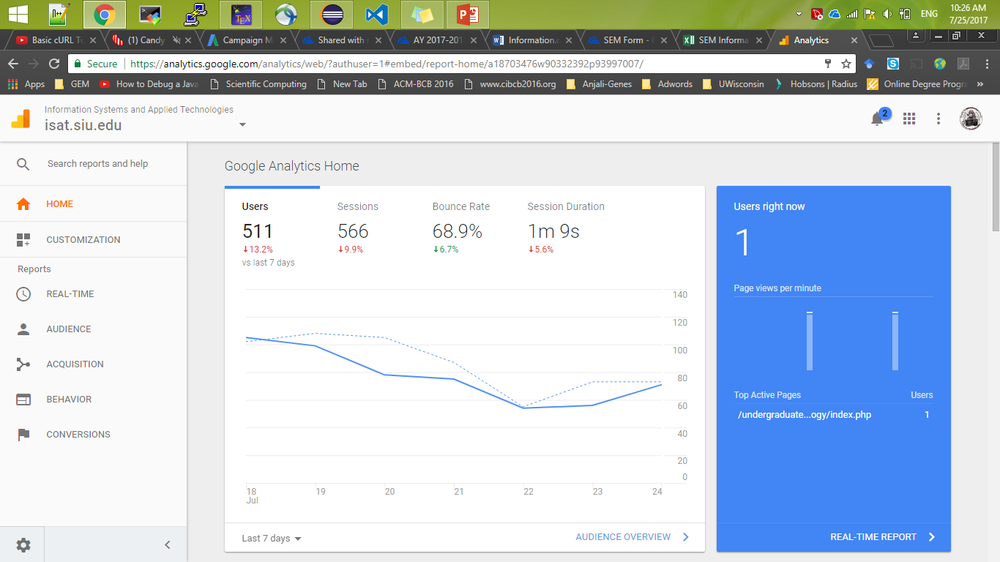 ENG
10:26 AM
7/25/2017
Basic cURL Tu
(1) Candy
Campaign M
Shared with
AY 2017-201
Information.
SEM Form -
SEM Informa
Analytics
Secure
https://analytics.google.com/analytics/web/?authuser=1#embed/report-home/a18703476w90332392p93997007/
Apps
GEM
How to Debug a Java
Scientific Computing
New Tab
ACM-BCB 2016
www.cibcb2016.org
Anjali-Genes
Adwords
UWisconsin
Hobsons | Radius
Online Degree Progra
»
Information Systems and Applied Technologies
isat.siu.edu
2
Search reports and help
HOME
CUSTOMIZATION
Reports
REAL-TIME
AUDIENCE
ACQUISITION
BEHAVIOR
CONVERSIONS
Google Analytics Home
Users
511
↓13.2%
vs last 7 days
Sessions
566
↓9.9%
Bounce Rate
68.9%
↓6.7%
Session Duration
1m 9s
↓5.6%
140
120
100
80
60
40
20
0
18
Jul
19
20
21
22
23
24
Last 7 days
AUDIENCE OVERVIEW
Users right now
1
Page views per minute
Top Active Pages
Users
/undergraduate...ogy/index.php
1
REAL-TIME REPORT